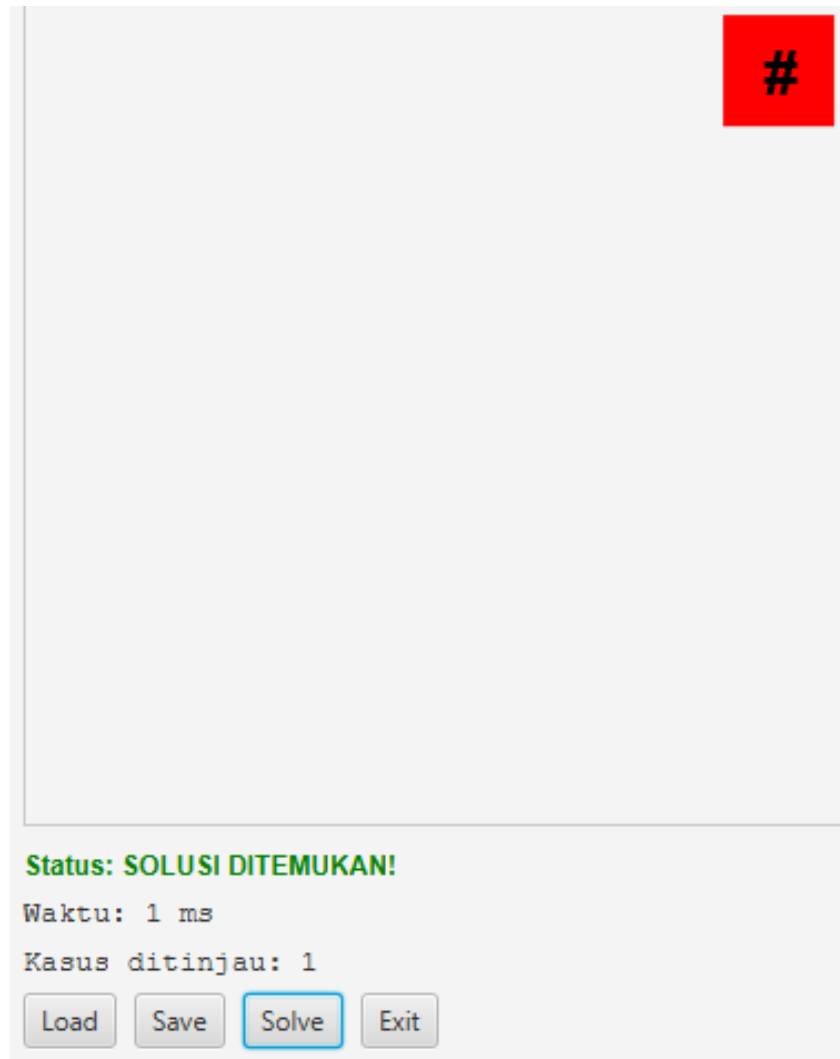 #
Status: SOLUSI DITEMUKAN!
Waktu: 1 ms
Kasus ditinjau: 1
Load Save Solve Exit